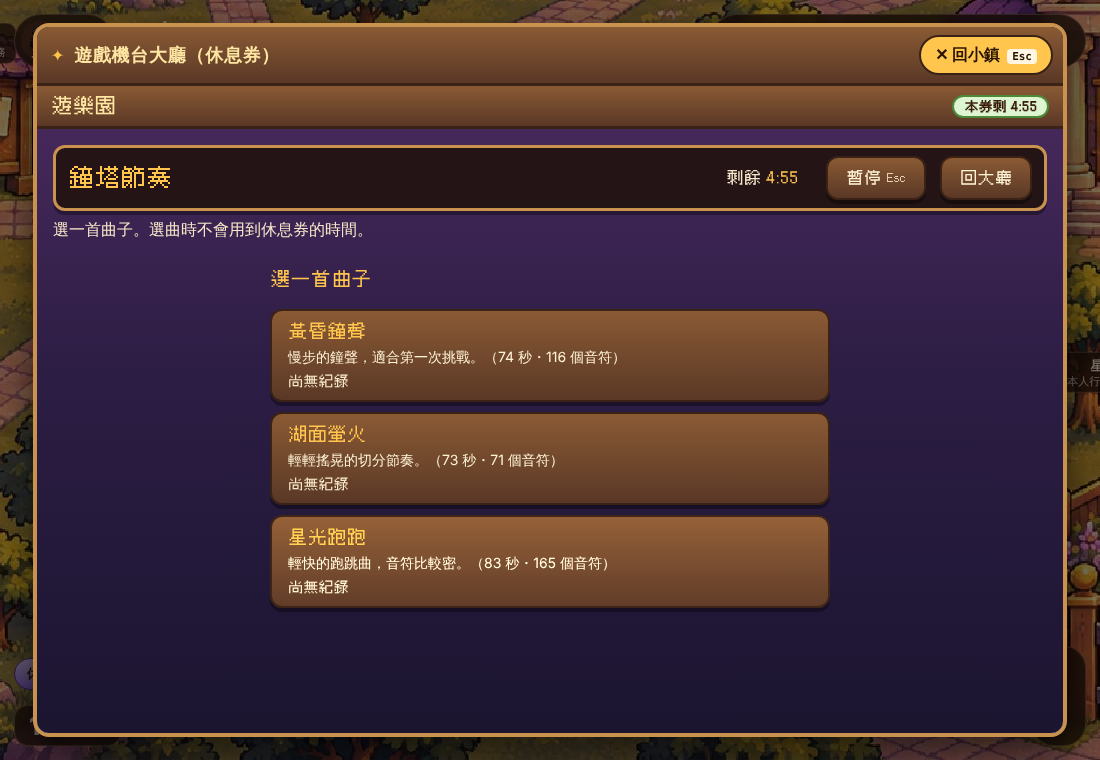 ✦ 遊戲機台大廳（休息券）
✕ 回小鎮 Esc
遊樂園
本券剩 4:55
鐘塔節奏
剩餘 4:55
暫停 Esc
回大廳
選一首曲子。選曲時不會用到休息券的時間。
選一首曲子
黃昏鐘聲
慢步的鐘聲，適合第一次挑戰。（74 秒・116 個音符）
尚無紀錄
湖面螢火
輕輕搖晃的切分節奏。（73 秒・71 個音符）
尚無紀錄
星光跑跑
輕快的跑跳曲，音符比較密。（83 秒・165 個音符）
尚無紀錄
本人行